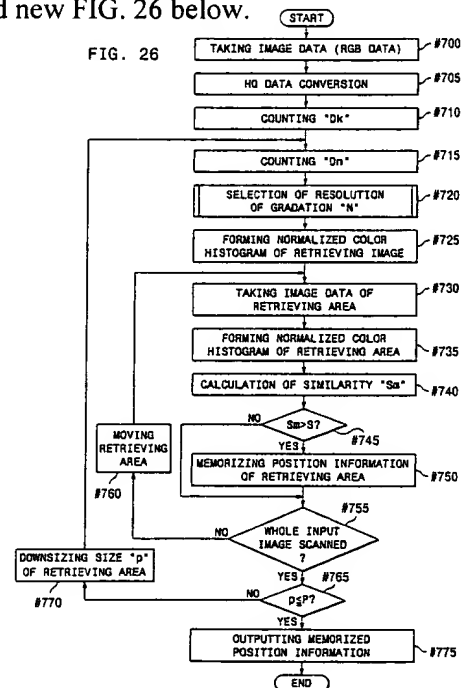 d new FIG. 26 below.
START
FIG. 26
TAKING IMAGE DATA (RGB DATA)
#700
HQ DATA CONVERSION
#705
COUNTING "Dk"
#710
COUNTING "Dn"
#715
SELECTION OF RESOLUTION
OF GRADATION "N"
#720
FORMING NORMALIZED COLOR
HISTOGRAM OF RETRIEVING IMAGE
#725
TAKING IMAGE DATA OF
RETRIEVING AREA
#730
FORMING NORMALIZED COLOR
HISTOGRAM OF RETRIEVING AREA
#735
CALCULATION OF SIMILARITY "Sm"
#740
NO
Sm>S?
#745
YES
MOVING
RETRIEVING
AREA
#760
MEMORIZING POSITION INFORMATION
OF RETRIEVING AREA
#750
#755
NO
WHOLE INPUT
IMAGE SCANNED
?
YES
#765
DOWNSIZING SIZE "p"
OF RETRIEVING AREA
#770
NO
p≦P?
YES
OUTPUTTING MEMORIZED
POSITION INFORMATION
#775
END